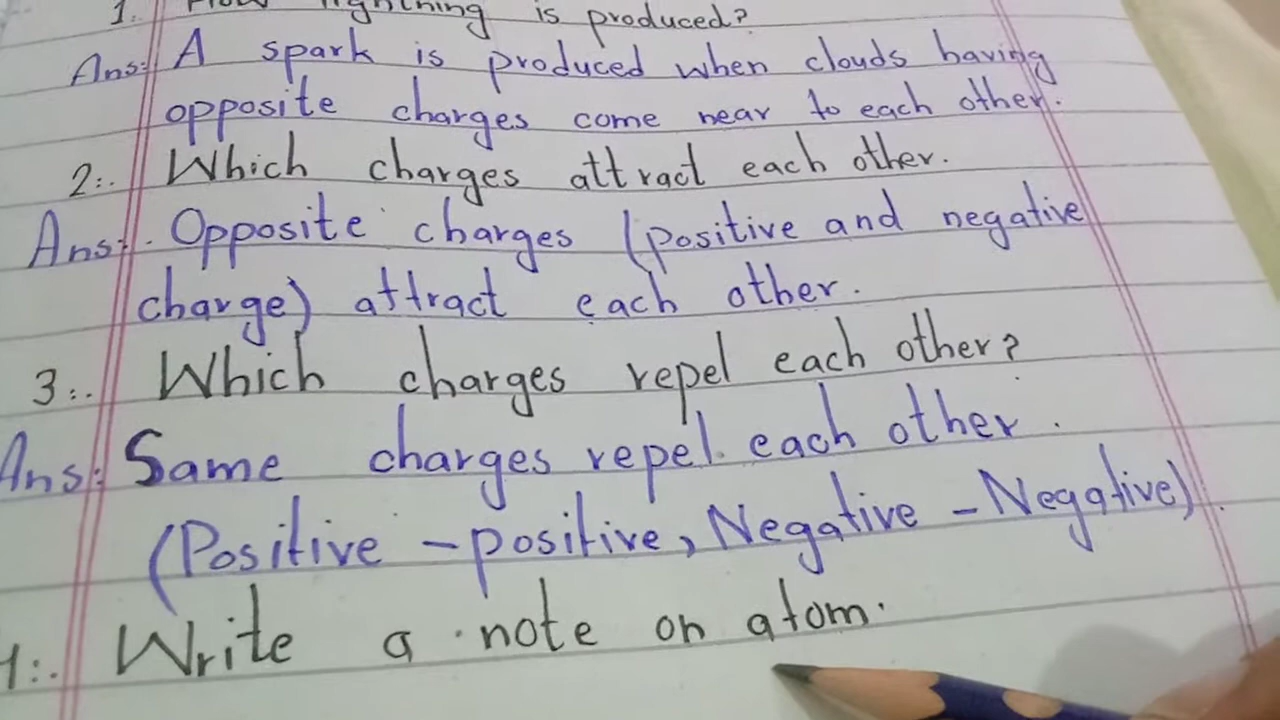 1. How lightning is produced?
Ans: A spark is produced when clouds having
opposite charges come near to each other.
2:. Which charges attract each other.
Ans:. Opposite charges (positive and negative
charge) attract each other.
3:. Which charges repel each other?
Ans: Same charges repel each other.
(Positive - positive, Negative - Negative)
:. Write a note on atom.